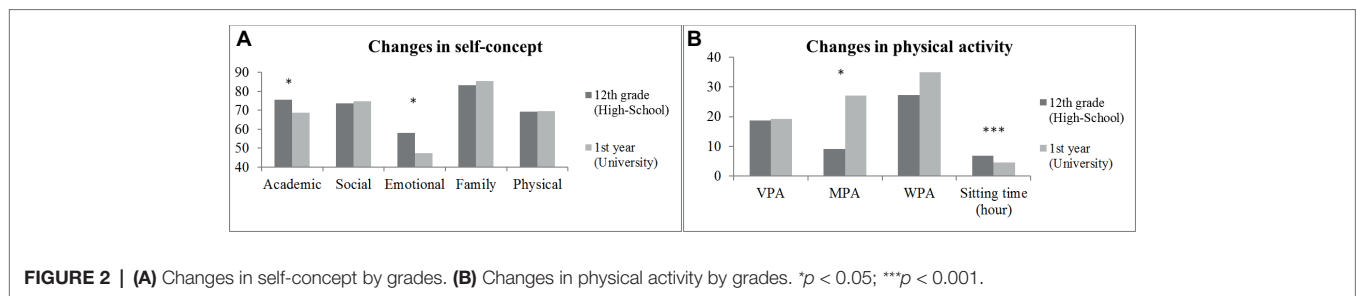 A
Changes in self-concept
90
80
70
60
50
40
*
*
Academic
Social
Emotional
Family
Physical
12th grade
(High-School)
1st year
(University)
B
Changes in physical activity
40
30
20
10
0
*
***
VPA
MPA
WPA
Sitting time
(hour)
12th grade
(High-School)
1st year
(University)
FIGURE 2 | (A) Changes in self-concept by grades. (B) Changes in physical activity by grades. *p < 0.05; ***p < 0.001.